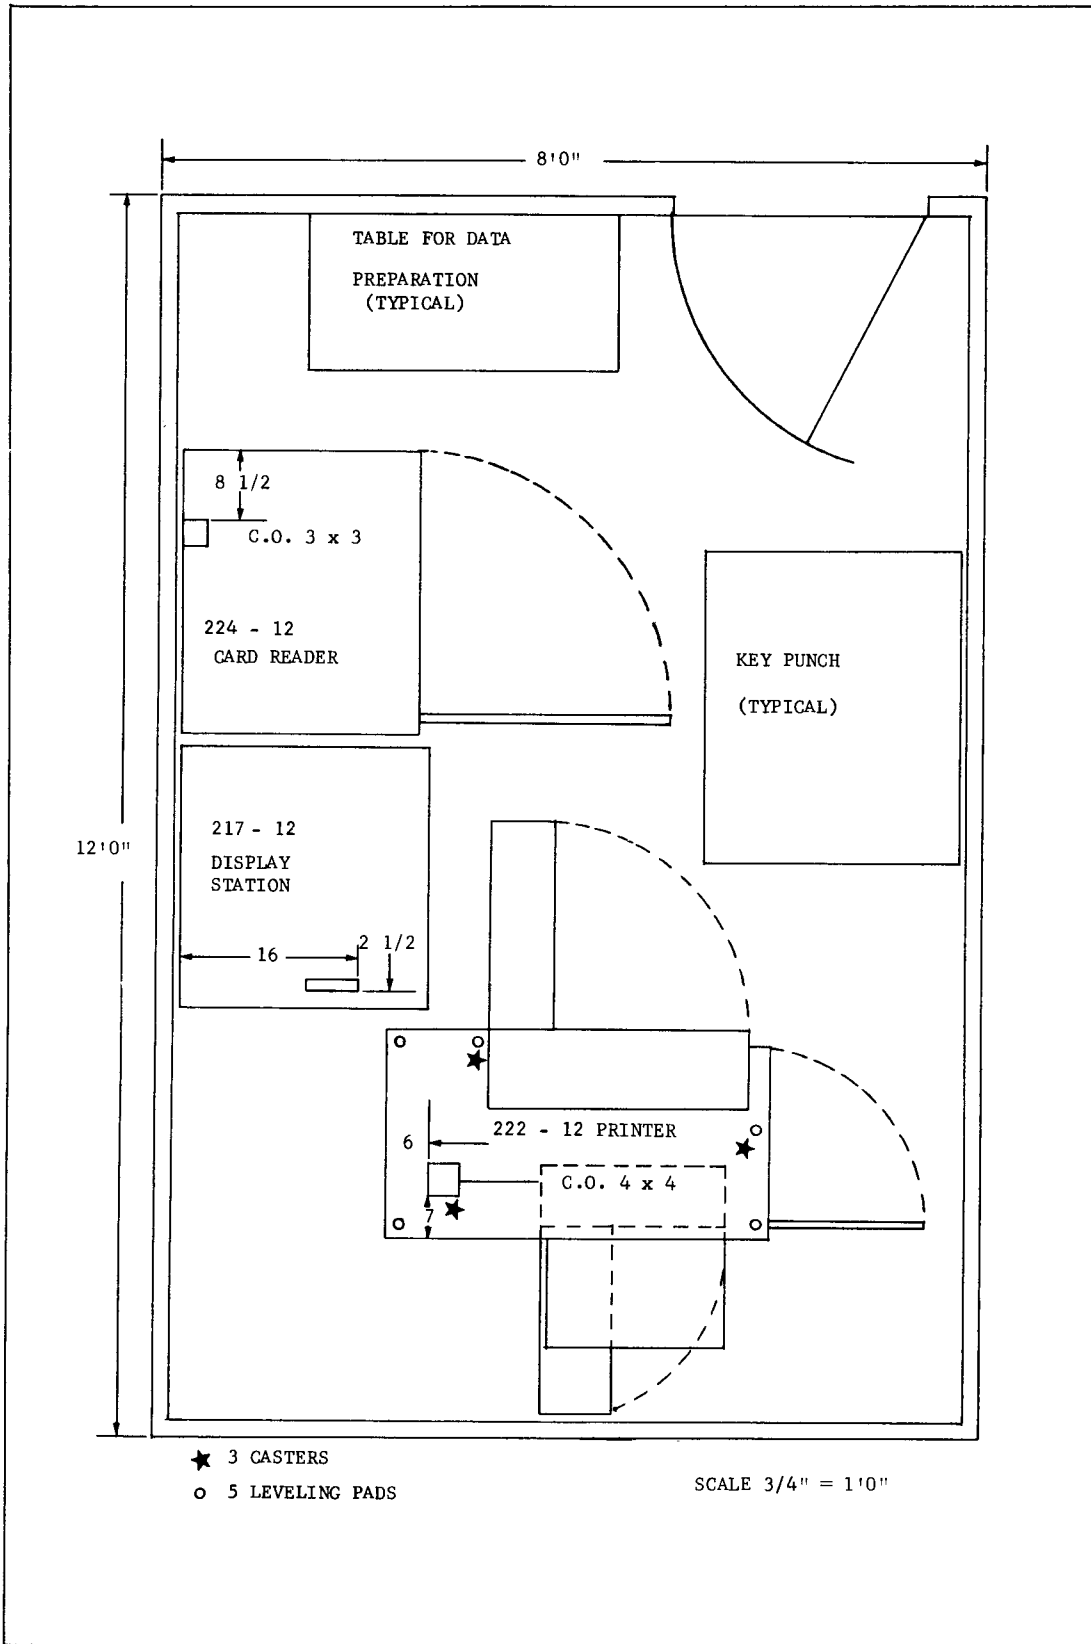 8'0"
TABLE FOR DATA
PREPARATION
(TYPICAL)
8 1/2
C.O. 3 x 3
224 - 12
CARD READER
KEY PUNCH
(TYPICAL)
217 - 12
DISPLAY
STATION
12'0"
16
2 1/2
222 - 12 PRINTER
6
C.O. 4 x 4
7
3 CASTERS
5 LEVELING PADS
SCALE 3/4" = 1'0"